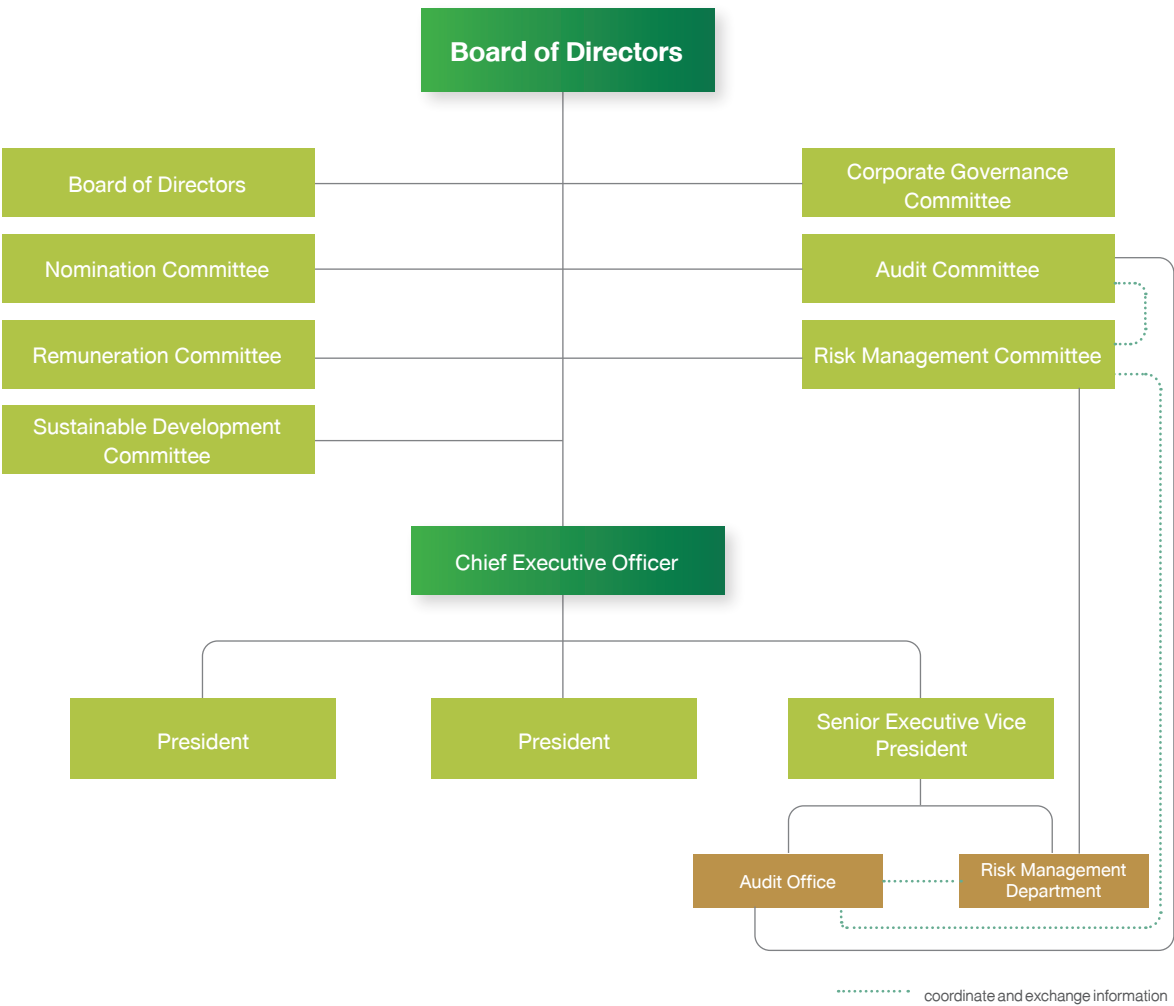 Board of Directors
Board of Directors
Corporate Governance
Committee
Nomination Committee
Audit Committee
Remuneration Committee
Risk Management Committee
Sustainable Development
Committee
Chief Executive Officer
President
President
Senior Executive Vice
President
Audit Office
Risk Management
Department
coordinate and exchange information